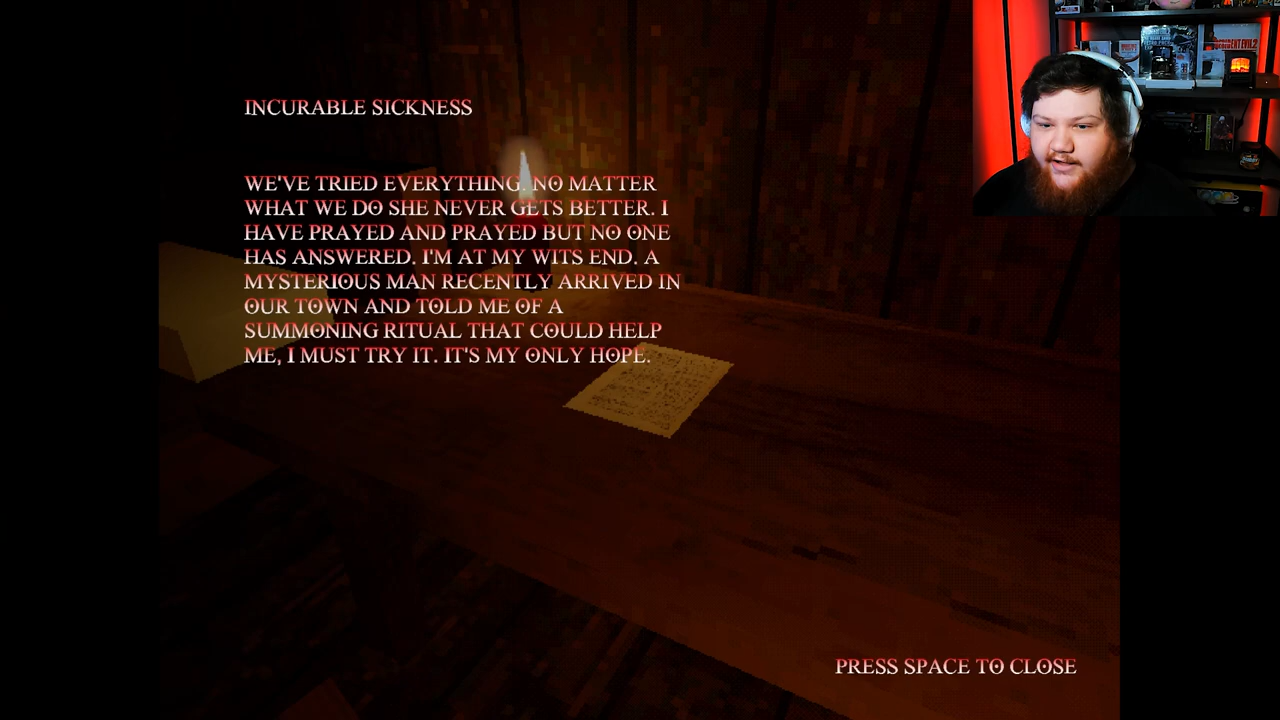 INCURABLE SICKNESS
WE'VE TRIED EVERYTHING. NO MATTER
WHAT WE DO SHE NEVER GETS BETTER. I
HAVE PRAYED AND PRAYED BUT NO ONE
HAS ANSWERED. I'M AT MY WITS END. A
MYSTERIOUS MAN RECENTLY ARRIVED IN
OUR TOWN AND TOLD ME OF A
SUMMONING RITUAL THAT COULD HELP
ME, I MUST TRY IT. IT'S MY ONLY HOPE.
PRESS SPACE TO CLOSE